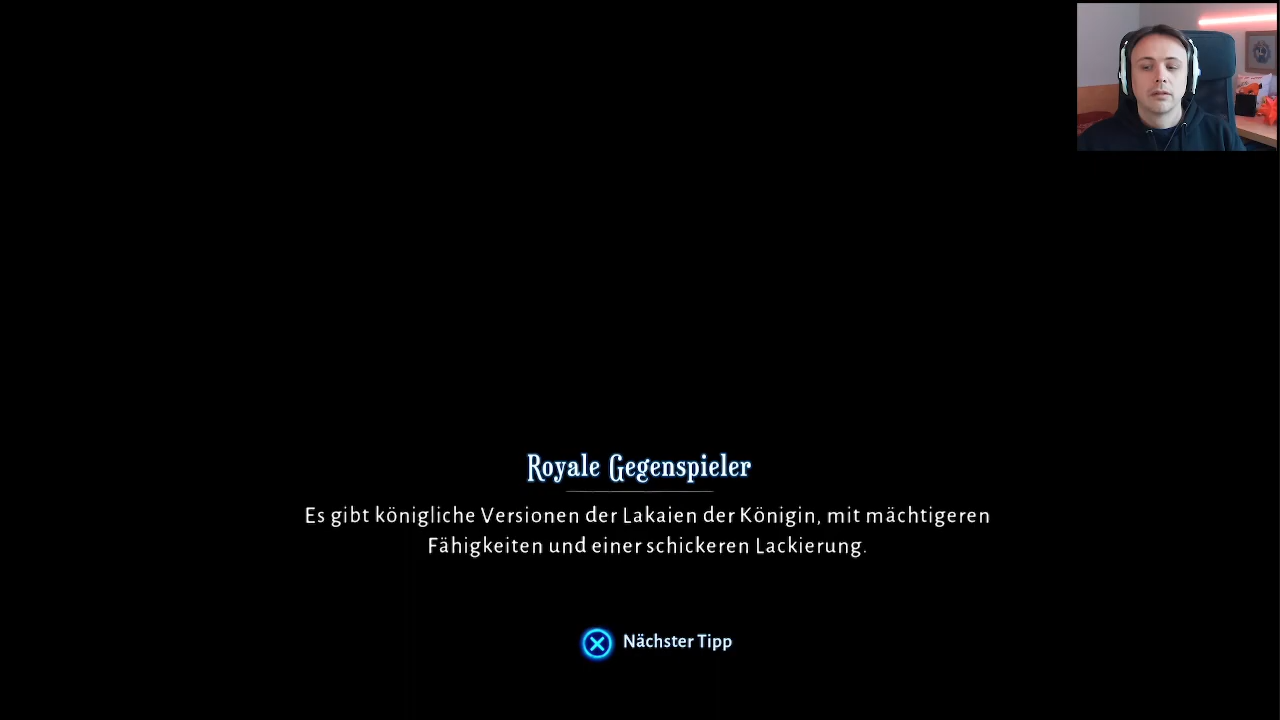 Royale Gegenspieler
Es gibt königliche Versionen der Lakaien der Königin, mit mächtigeren
Fähigkeiten und einer schickeren Lackierung.
Nächster Tipp